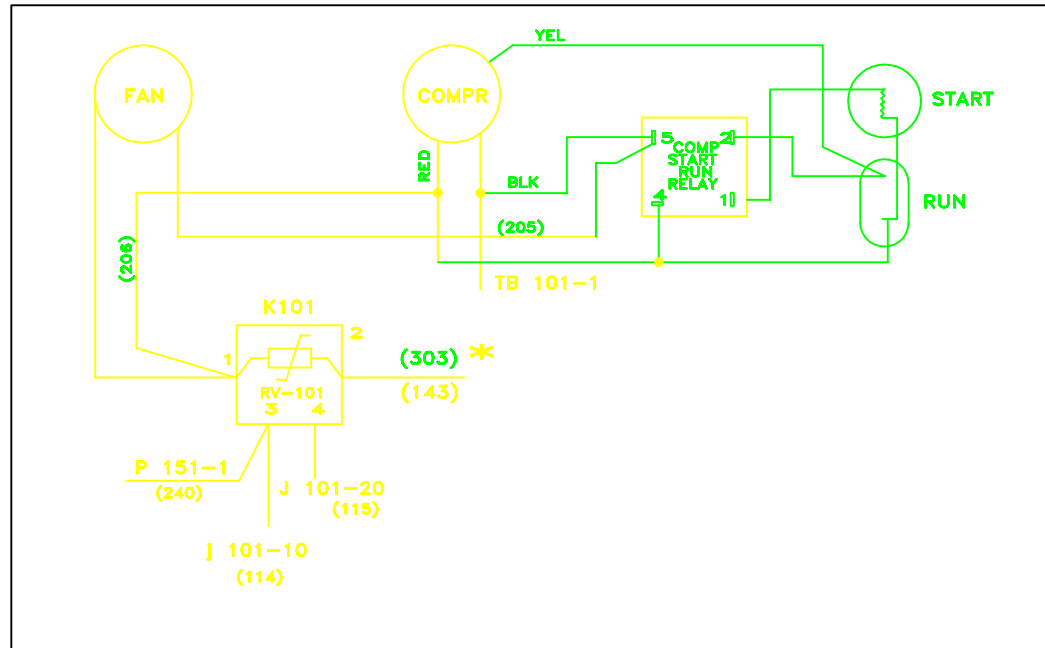 YEL
FAN
COMPR
START
5 2
COMP
START
RUN
RELAY
4 1
RED
BLK
RUN
(205)
(206)
TB 101-1
K101
2
1
(303) *
RV-101
(143)
3 4
P 151-1
(240)
J 101-20
(115)
J 101-10
(114)